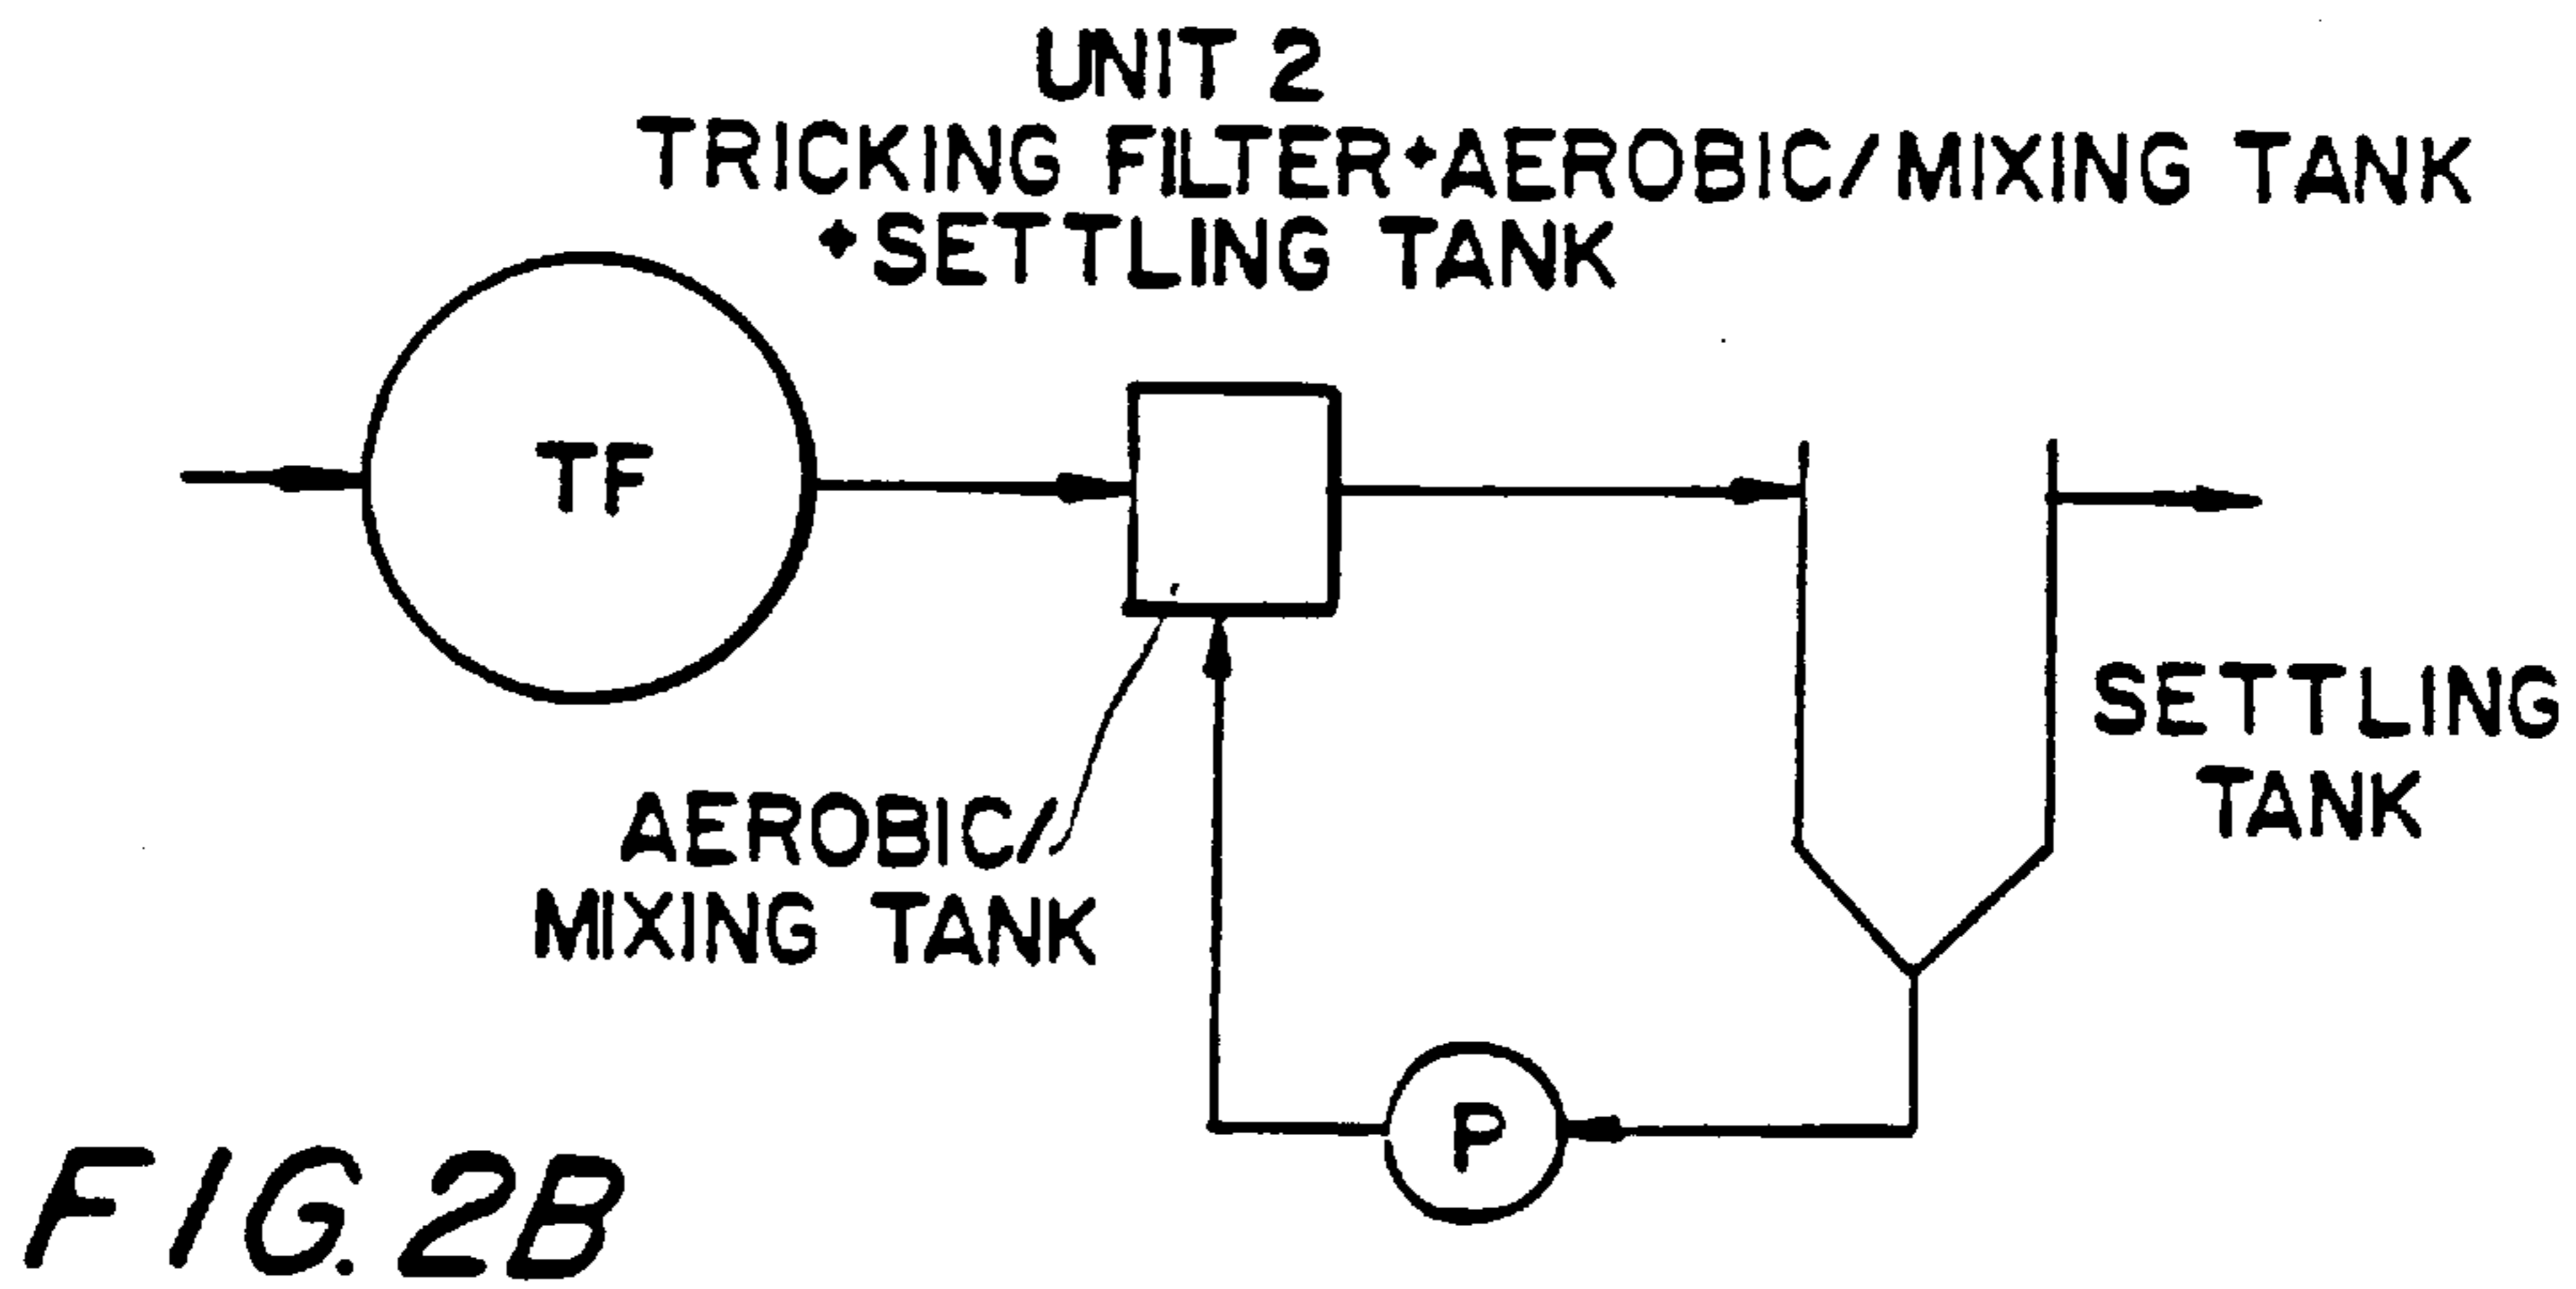 UNIT 2
TRICKING FILTER+AEROBIC/MIXING TANK
+SETTLING TANK
TF
SETTLING
TANK
AEROBIC/
MIXING TANK
P
FIG. 2B